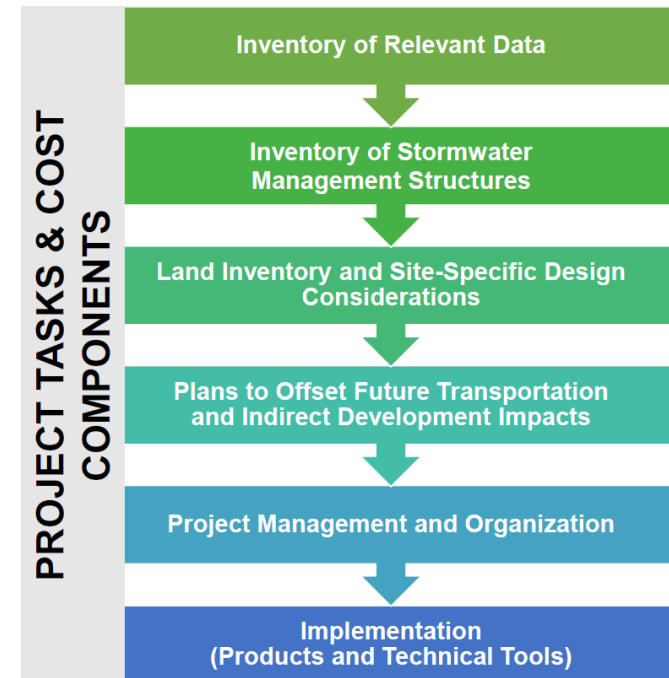 PROJECT TASKS & COST
COMPONENTS
Inventory of Relevant Data
Inventory of Stormwater
Management Structures
Land Inventory and Site-Specific Design
Considerations
Plans to Offset Future Transportation
and Indirect Development Impacts
Project Management and Organization
Implementation
(Products and Technical Tools)